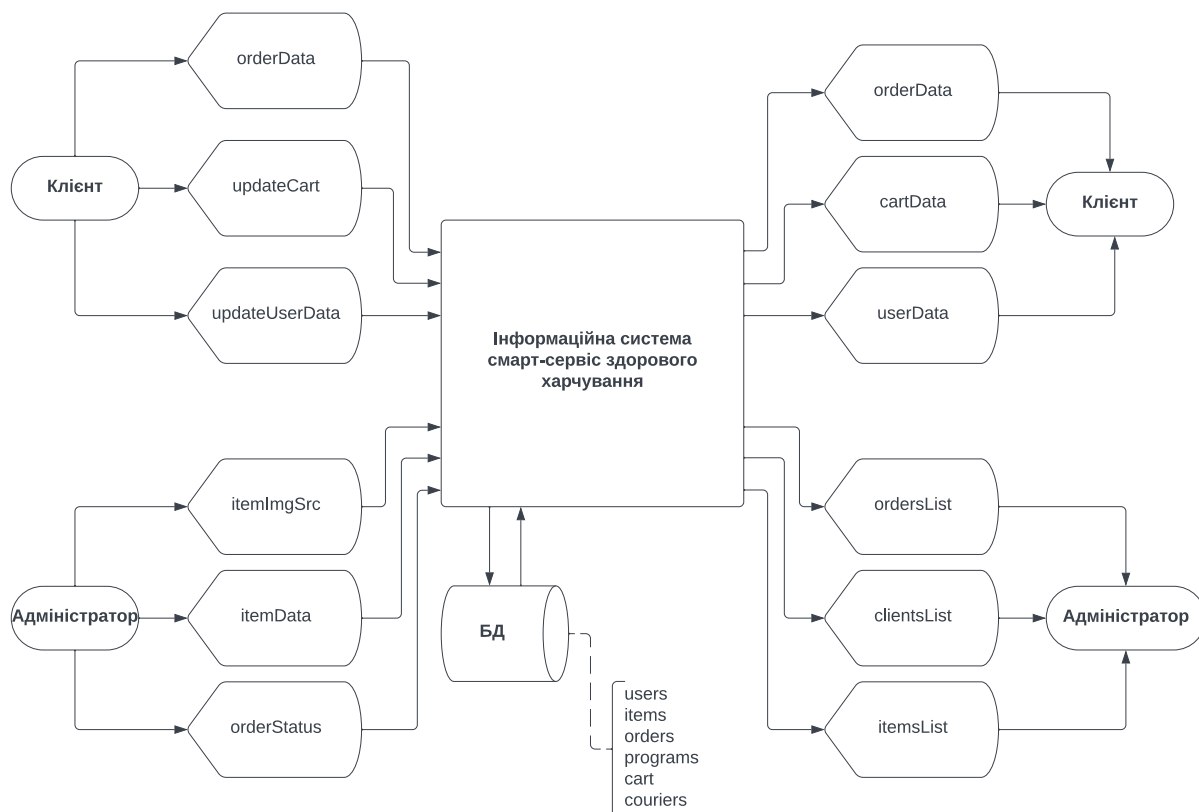 orderData
Клієнт
updateCart
updateUserData
itemImgSrc
Адміністратор
itemData
orderStatus
Інформаційна система
смарт-сервіс здорового
харчування
БД
users
items
orders
programs
cart
couriers
orderData
cartData
Клієнт
userData
ordersList
clientsList
Адміністратор
itemsList